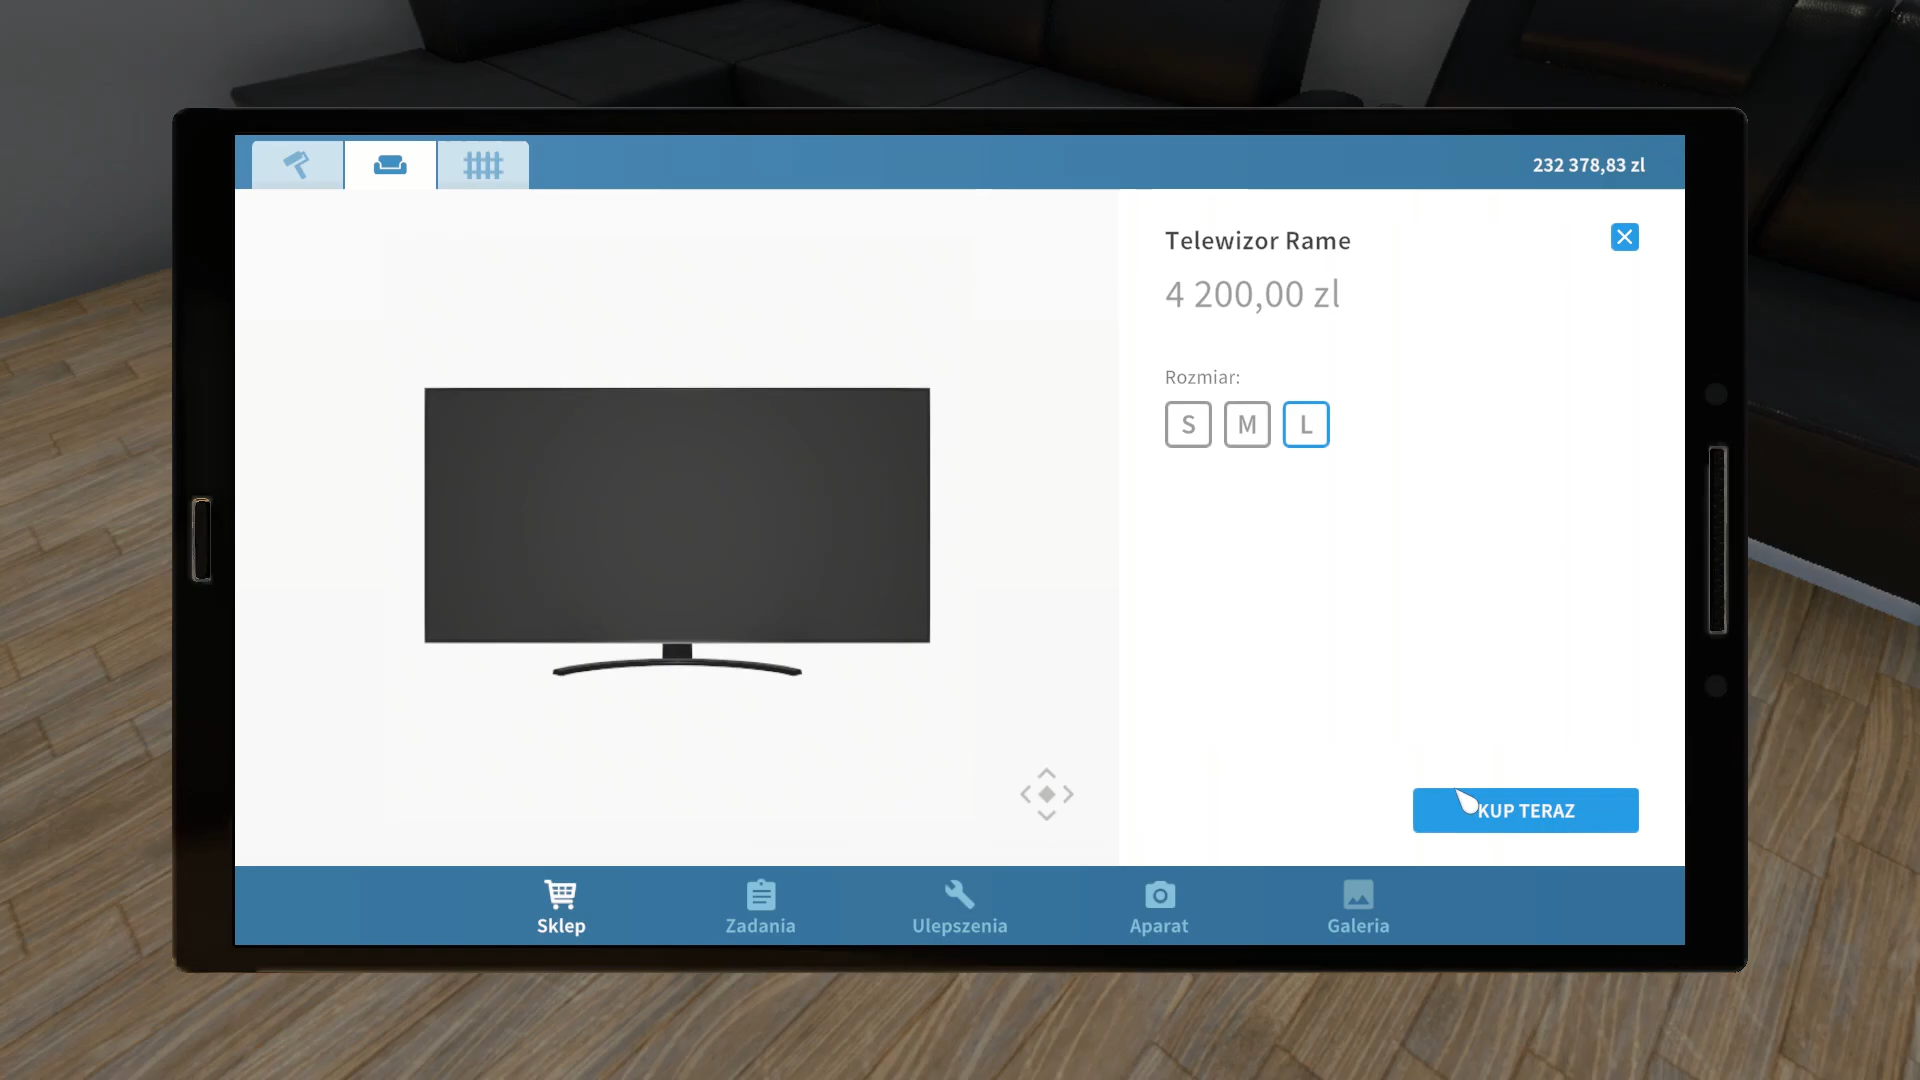 232 378,83 zl
Telewizor Rame
4 200,00 zl
Rozmiar:
S M L
KUP TERAZ
Sklep Zadania Ulepszenia Aparat Galeria